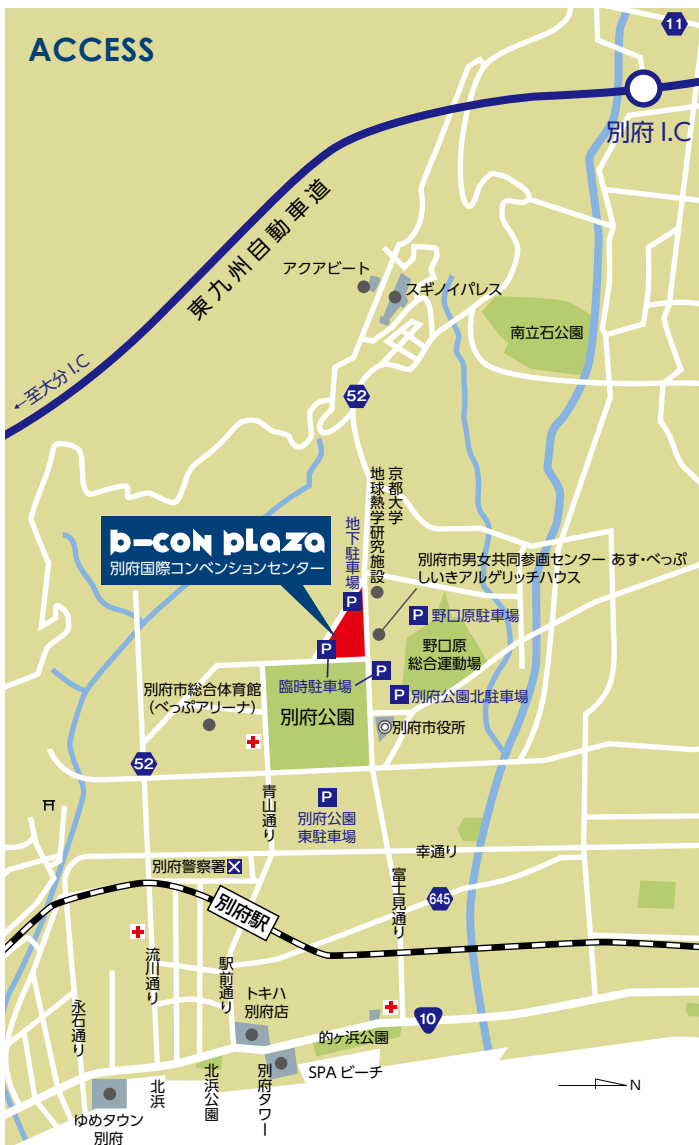 ACCESS
11
別府 I.C
東九州自動車道
アクアビート
スギノイパレス
南立石公園
←至大分 I.C
52
京都大学
地球熱学研究施設
b-con plaza
別府国際コンベンションセンター
地下駐車場
別府市男女共同参画センター あす・べっぷ
しいきアルゲリッチハウス
P
P 野口原駐車場
野口原
総合運動場
P
P
臨時駐車場
P 別府公園北駐車場
別府市総合体育館
(べっぷアリーナ)
別府公園
別府市役所
52
青山通り
P
別府公園
東駐車場
幸通り
別府警察署
富士見通り
645
別府駅
流川通り
駅前通り
永石通り
トキハ
別府店
10
的ヶ浜公園
北浜
北浜公園
別府タワー
SPA ビーチ
ゆめタウン
別府
N